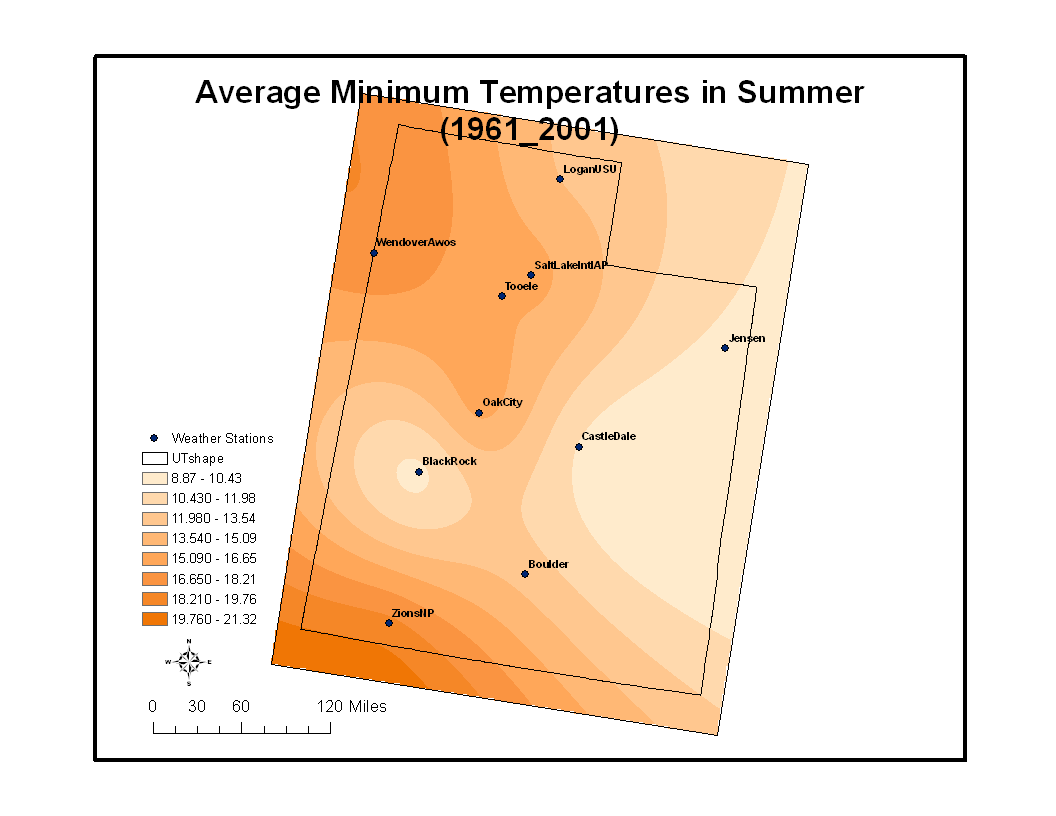 Average Minimum Temperatures in Summer
(1961_2001)
LoganUSU
WendoverAwos
SaltLakeIntlAP
Tooele
Jensen
OakCity
CastleDale
BlackRock
Boulder
ZionsNP
Weather Stations
UTshape
8.87 - 10.43
10.430 - 11.98
11.980 - 13.54
13.540 - 15.09
15.090 - 16.65
16.650 - 18.21
18.210 - 19.76
19.760 - 21.32
N
W E
S
0 30 60 120 Miles